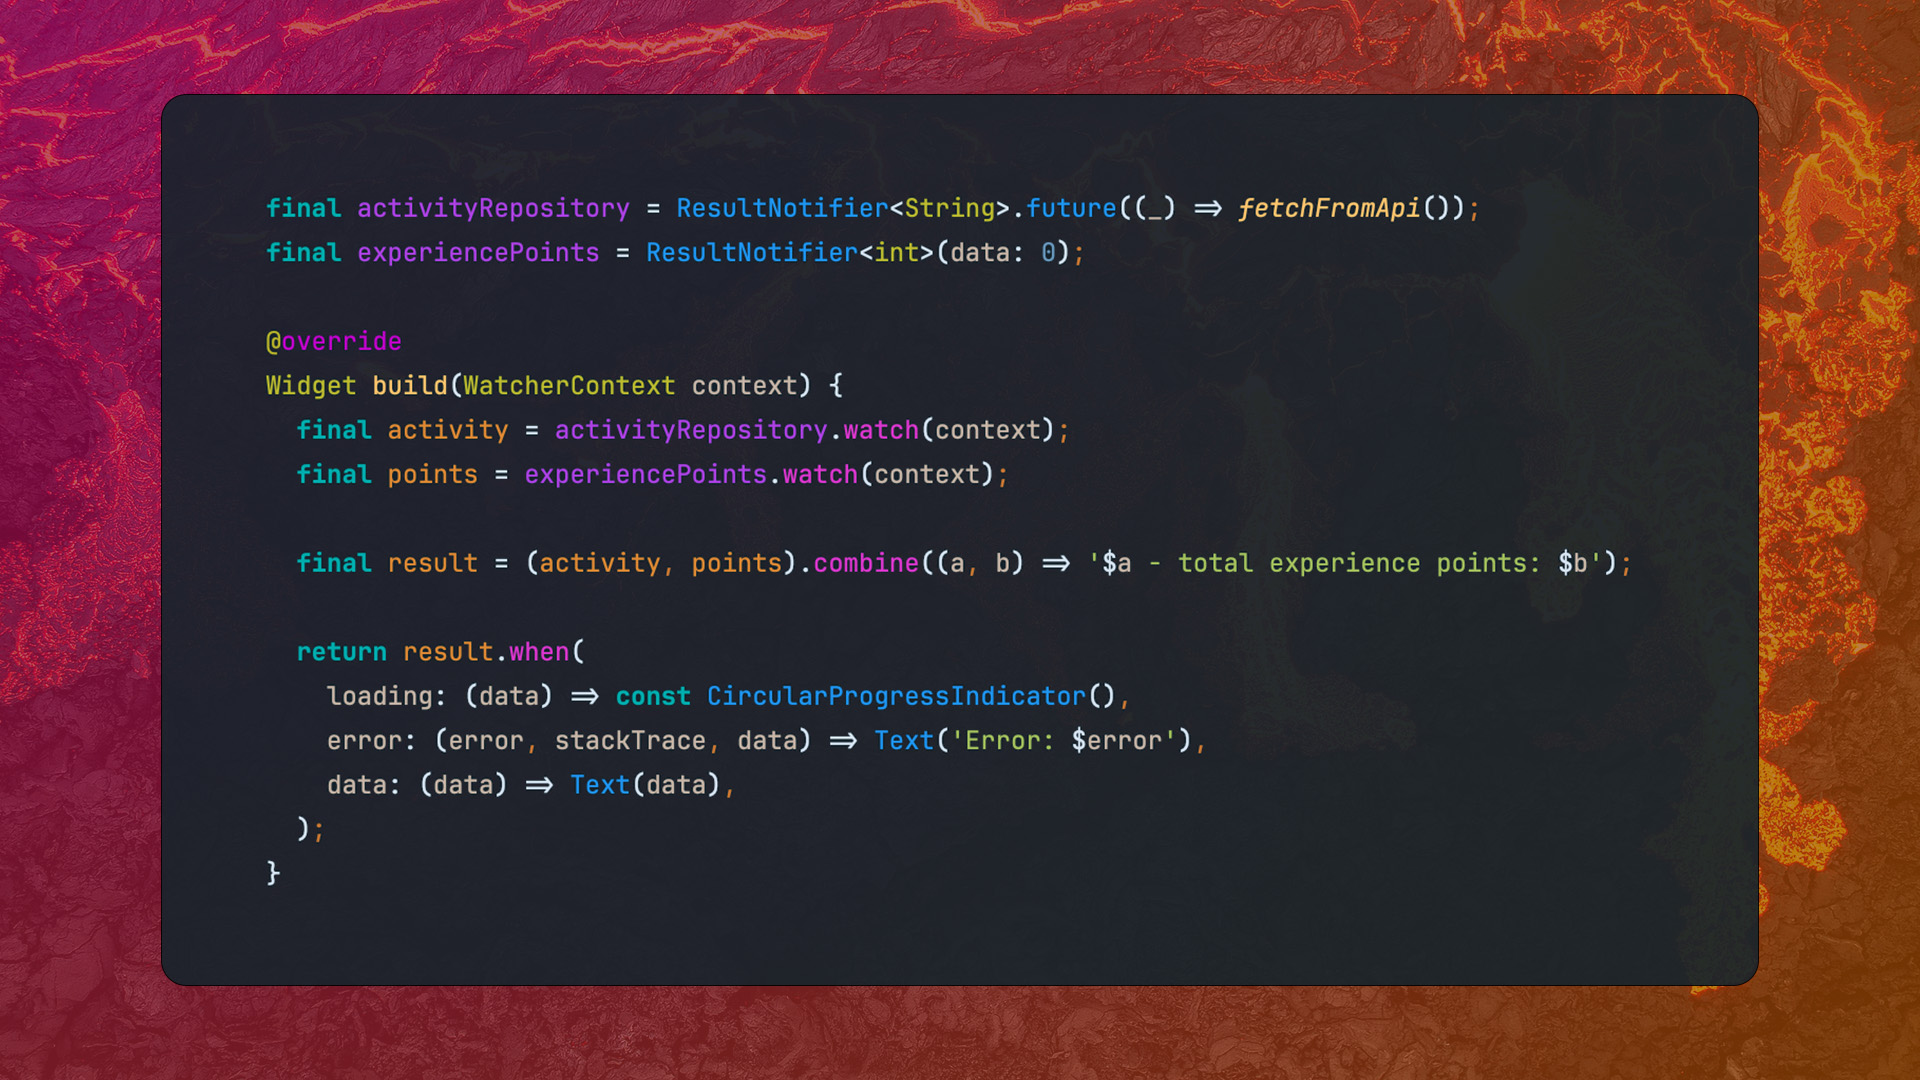 final activityRepository = ResultNotifier<String>.future((_) => fetchFromApi());
final experiencePoints = ResultNotifier<int>(data: 0);
@override
Widget build(WatcherContext context) {
  final activity = activityRepository.watch(context);
  final points = experiencePoints.watch(context);
  final result = (activity, points).combine((a, b) => '$a - total experience points: $b');
  return result.when(
    loading: (data) => const CircularProgressIndicator(),
    error: (error, stackTrace, data) => Text('Error: $error'),
    data: (data) => Text(data),
  );
}